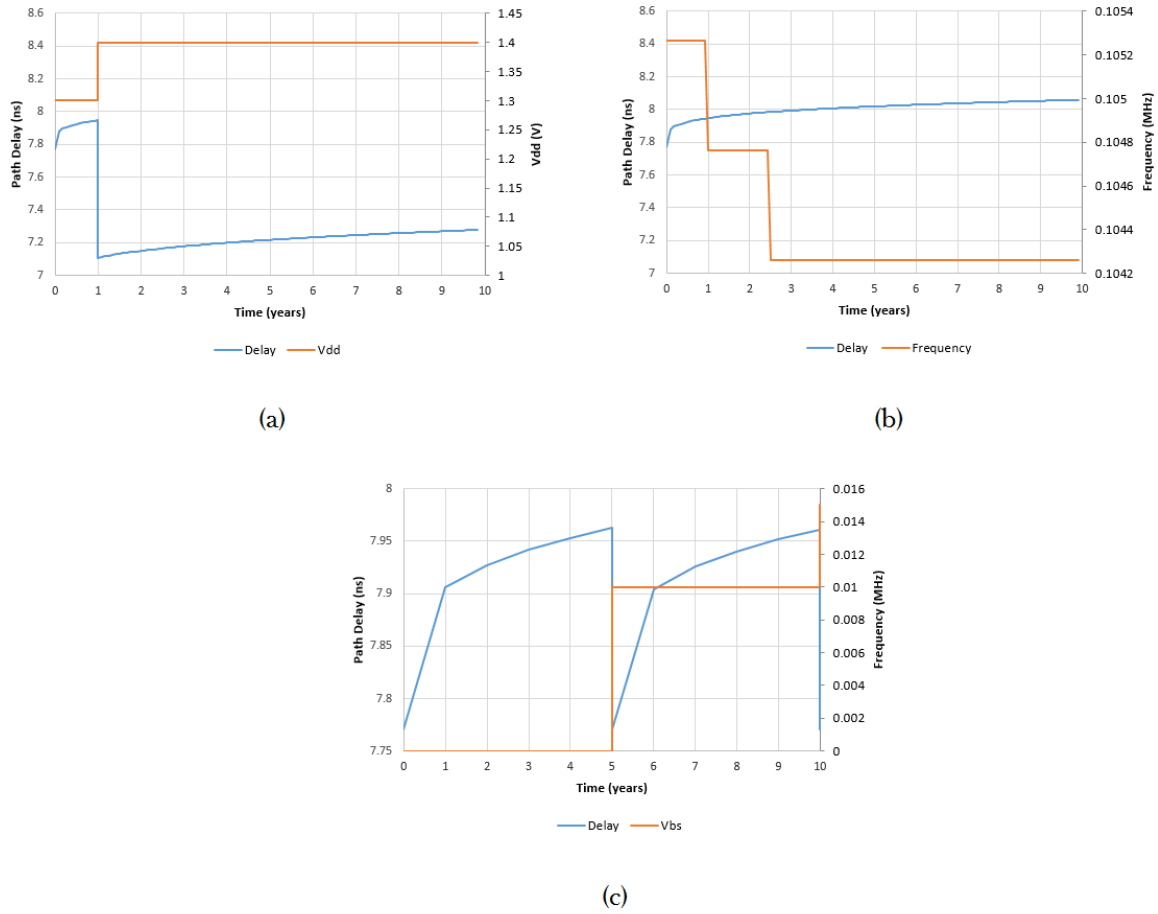 8.6
8.4
8.2
8
7.8
7.6
7.4
7.2
7
Path Delay (ns)
1.45
1.4
1.35
1.3
1.25
1.2
1.15
1.1
1.05
1
Vdd (V)
0 1 2 3 4 5 6 7 8 9 10
Time (years)
Delay Vdd
(a)
8.6
8.4
8.2
8
7.8
7.6
7.4
7.2
7
Path Delay (ns)
0.1054
0.1052
0.105
0.1048
0.1046
0.1044
0.1042
Frequency (MHz)
0 1 2 3 4 5 6 7 8 9 10
Time (years)
Delay Frequency
(b)
8
7.95
7.9
7.85
7.8
7.75
Path Delay (ns)
0.016
0.014
0.012
0.01
0.008
0.006
0.004
0.002
0
Frequency (MHz)
0 1 2 3 4 5 6 7 8 9 10
Time (years)
Delay Vbs
(c)